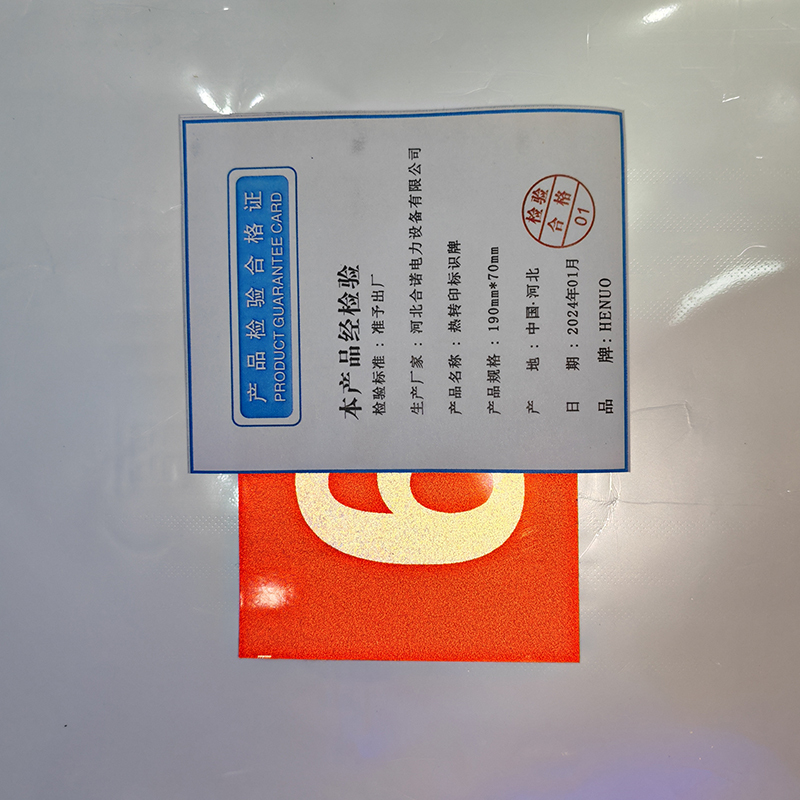 产品检验合格证
PRODUCT GUARANTEE CARD
本产品经检验
检验标准：准予出厂
生产厂家：河北合诺电力设备有限公司
产品名称：热转印标识牌
产品规格：190mm*70mm
产 地：中国·河北
日 期：2024年01月
品 牌：HENUO
检验
合格
01